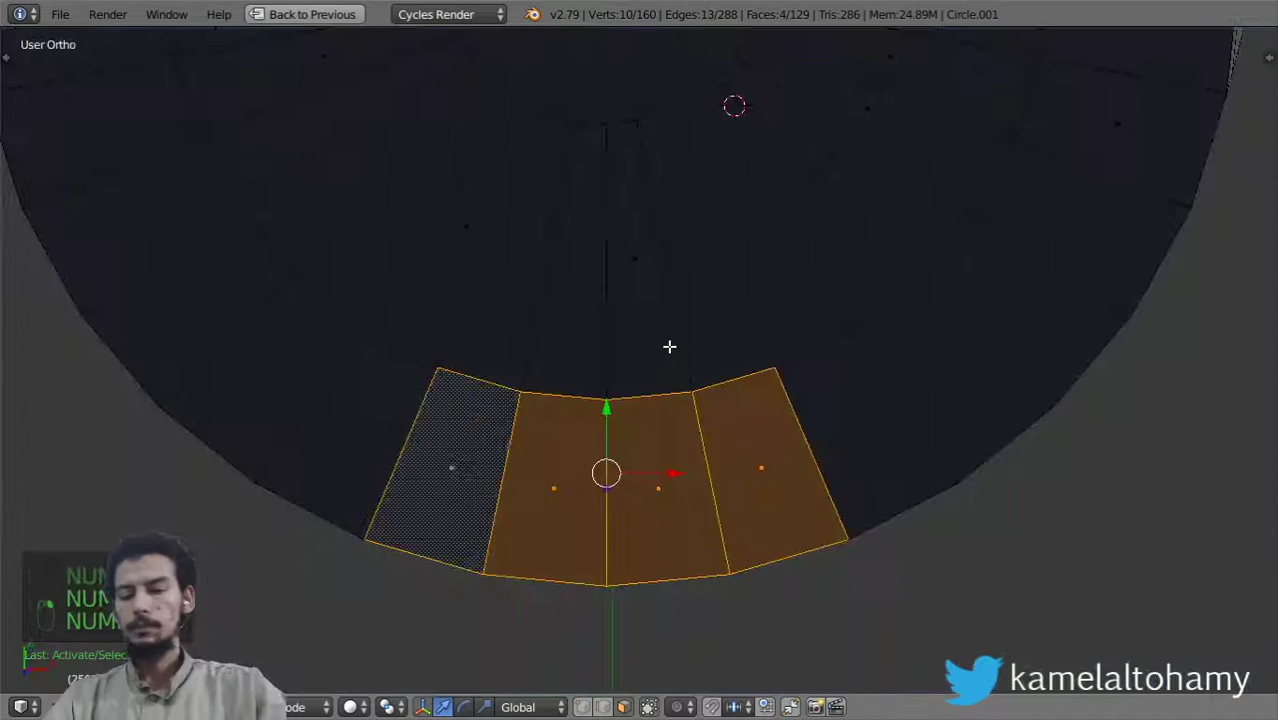 File Render Window Help Back to Previous Cycles Render v2.79 | Verts:10/160 | Edges:13/288 | Faces:4/129 | Tris:286 | Mem:24.89M | Circle.001
User Ortho
NUM
NUM
Last: Activate/Selec
(25
Global
kamelaltohamy